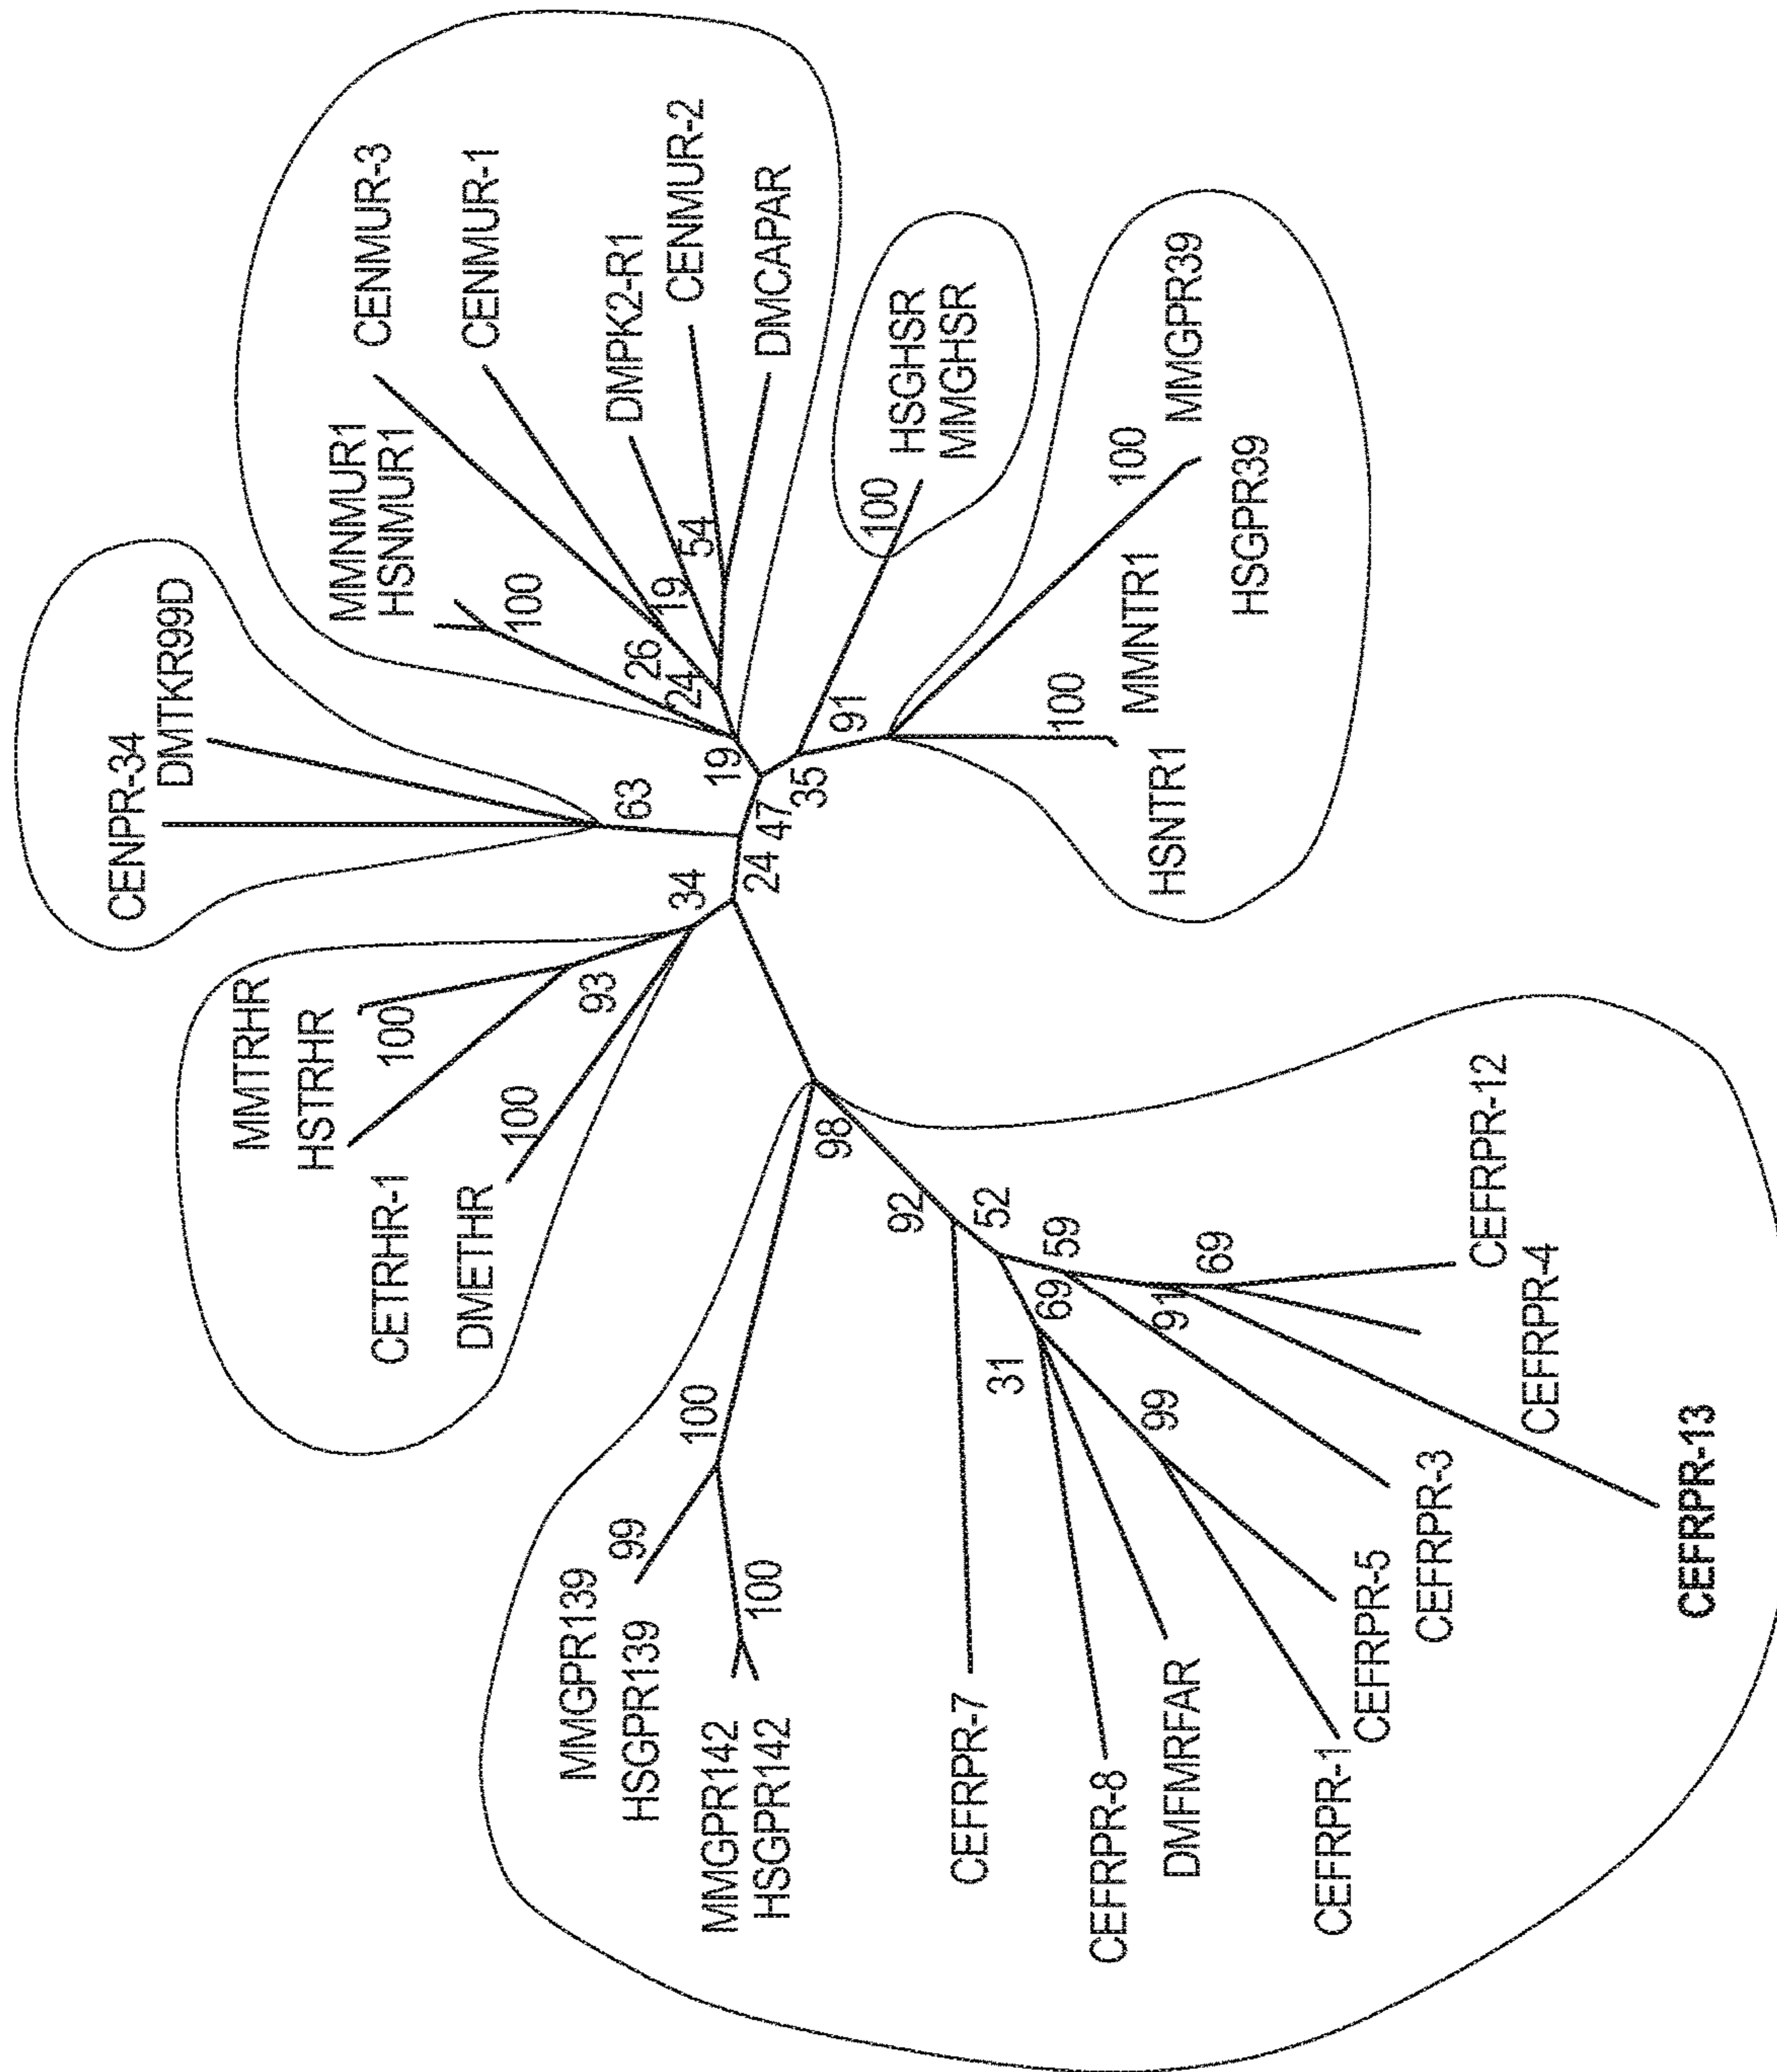 CENPR-34
DMTKR99D
MMTRHR
HSTRHR
MMNMUR1
CENMUR-3
CETRHR-1
100
HSNMUR1
DMETHR
CENMUR-1
100
100
MMGPR139
93
99
63
26
DMPK2-R1
HSGPR139
34
24
19
CENMUR-2
100
54
MMGPR142
19
HSGPR142
100
24
47
DMCAPAR
98
35
91
100
HSGHSR
92
MMGHSR
CEFRPR-7
52
31
69
59
100
CEFRPR-8
100
MMNTR1
99
91
HSNTR1
DMFMRFAR
MMGPR39
69
HSGPR39
CEFRPR-1
CEFRPR-5
CEFRPR-3
CEFRPR-12
CEFRPR-4
CEFRPR-13